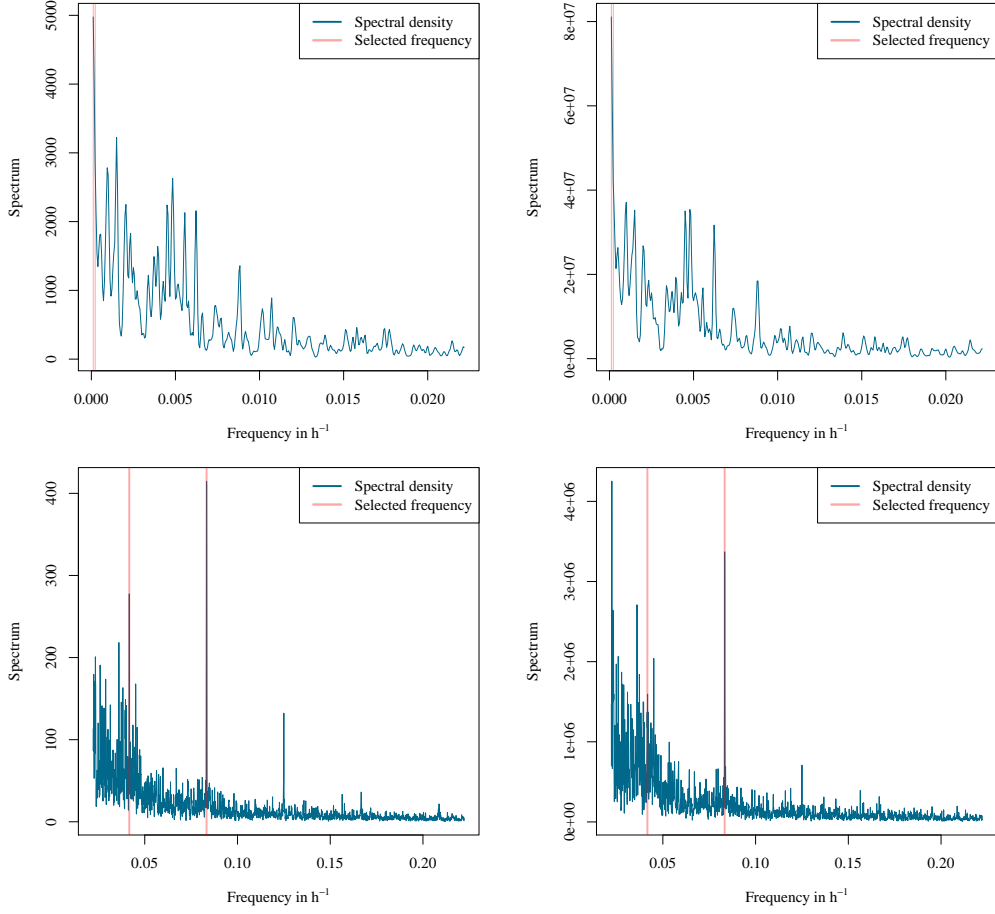 Spectral density
Selected frequency
Spectrum
0
1000
2000
3000
4000
5000
0.000
0.005
0.010
0.015
0.020
Frequency in h⁻¹
Spectral density
Selected frequency
Spectrum
0e+00
2e+07
4e+07
6e+07
8e+07
0.000
0.005
0.010
0.015
0.020
Frequency in h⁻¹
Spectral density
Selected frequency
Spectrum
0
100
200
300
400
0.05
0.10
0.15
0.20
Frequency in h⁻¹
Spectral density
Selected frequency
Spectrum
0e+00
1e+06
2e+06
3e+06
4e+06
0.05
0.10
0.15
0.20
Frequency in h⁻¹